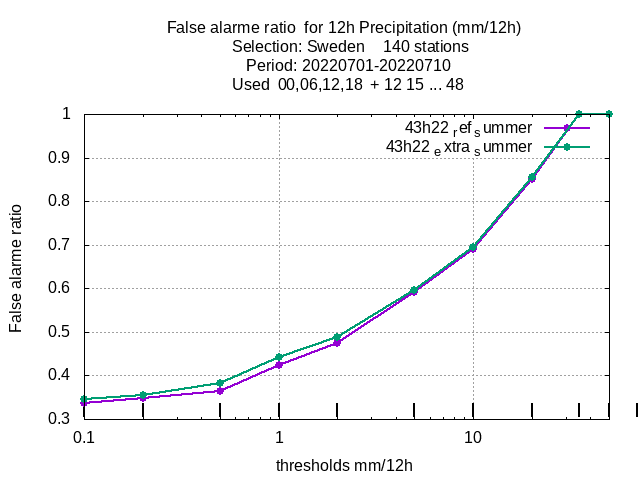 False alarme ratio  for 12h Precipitation (mm/12h)
Selection: Sweden    140 stations
Period: 20220701-20220710
Used  00,06,12,18  + 12 15 ... 48
43h22 ref summer
43h22 extra summer
1
0.9
0.8
0.7
0.6
0.5
0.4
0.3
False alarme ratio
0.1 1 10
thresholds mm/12h